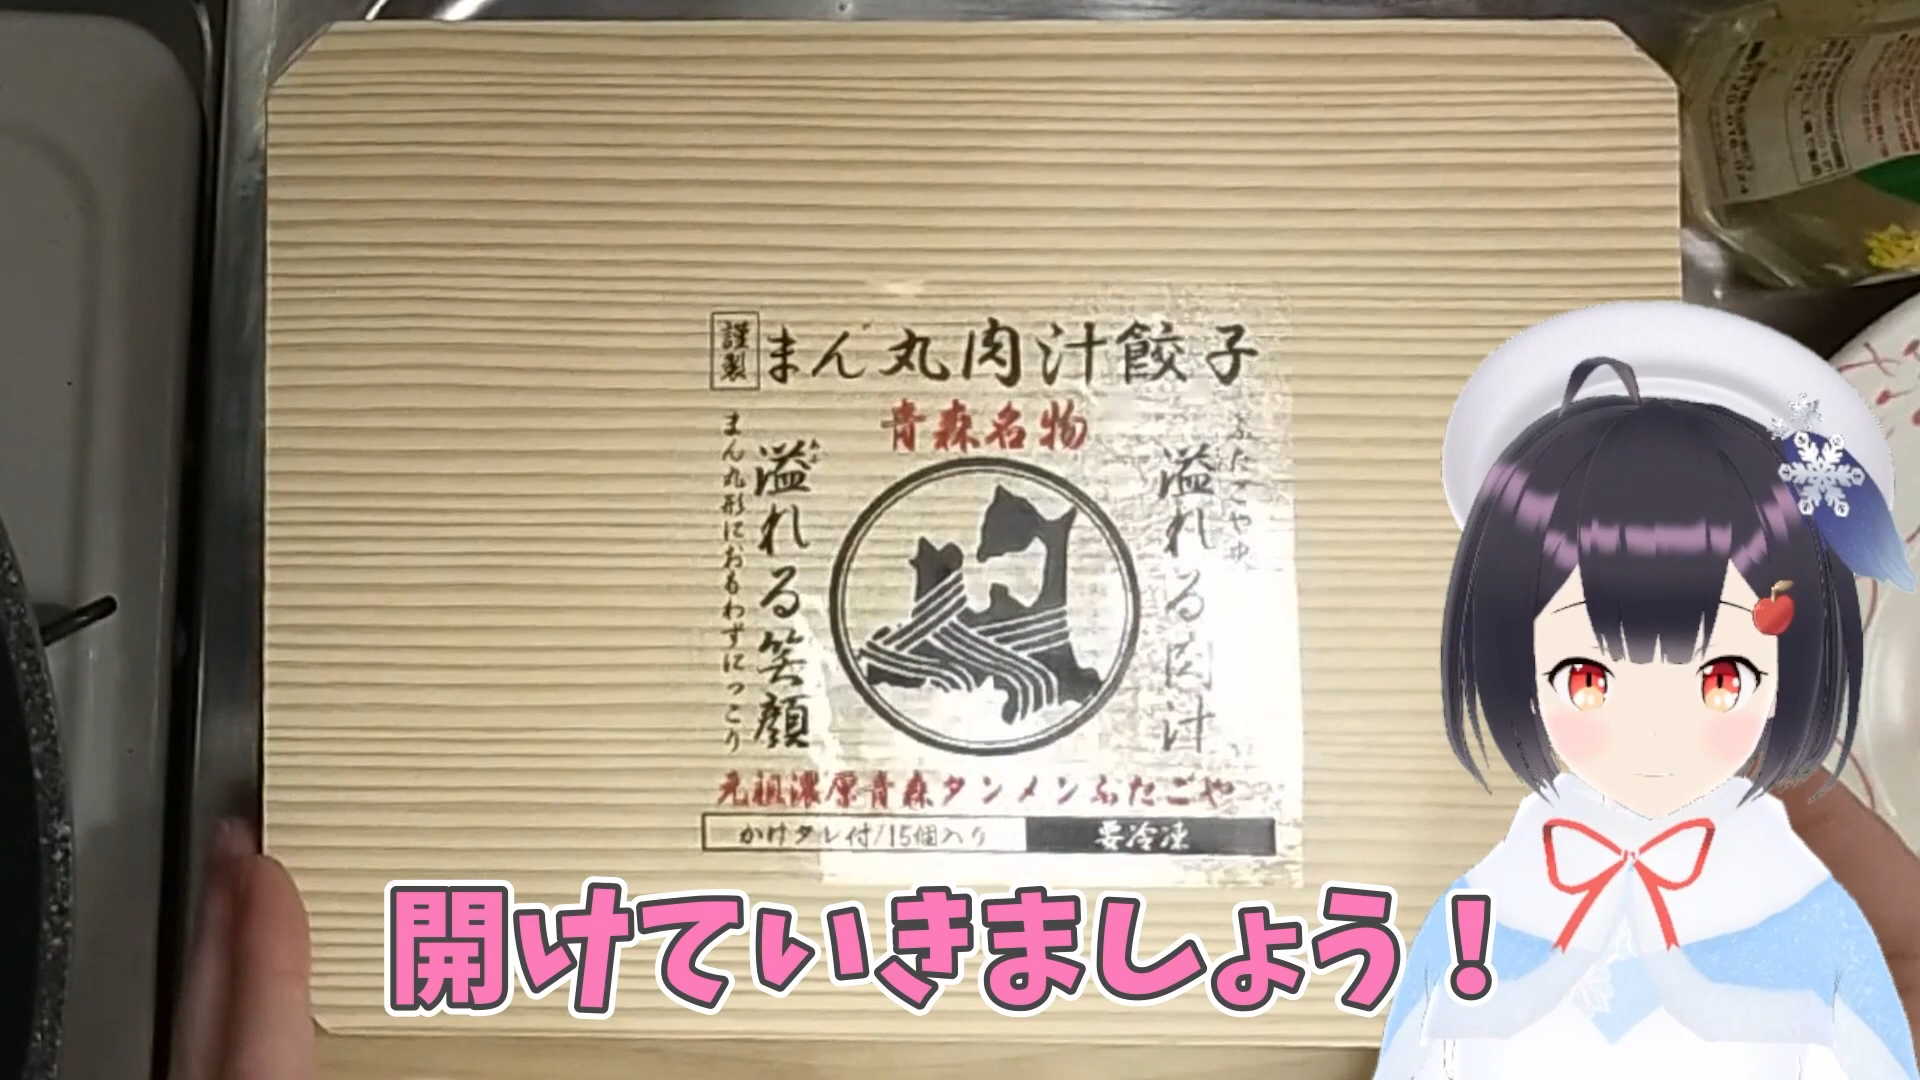 謹製
まん丸肉汁餃子
青森名物
ふたごや
溢れる肉汁
溢れる笑顔
まん丸形におもわずにっこり
元祖濃厚青森タンメンふたごや
かけタレ付/15個入り
要冷凍
開けていきましょう!